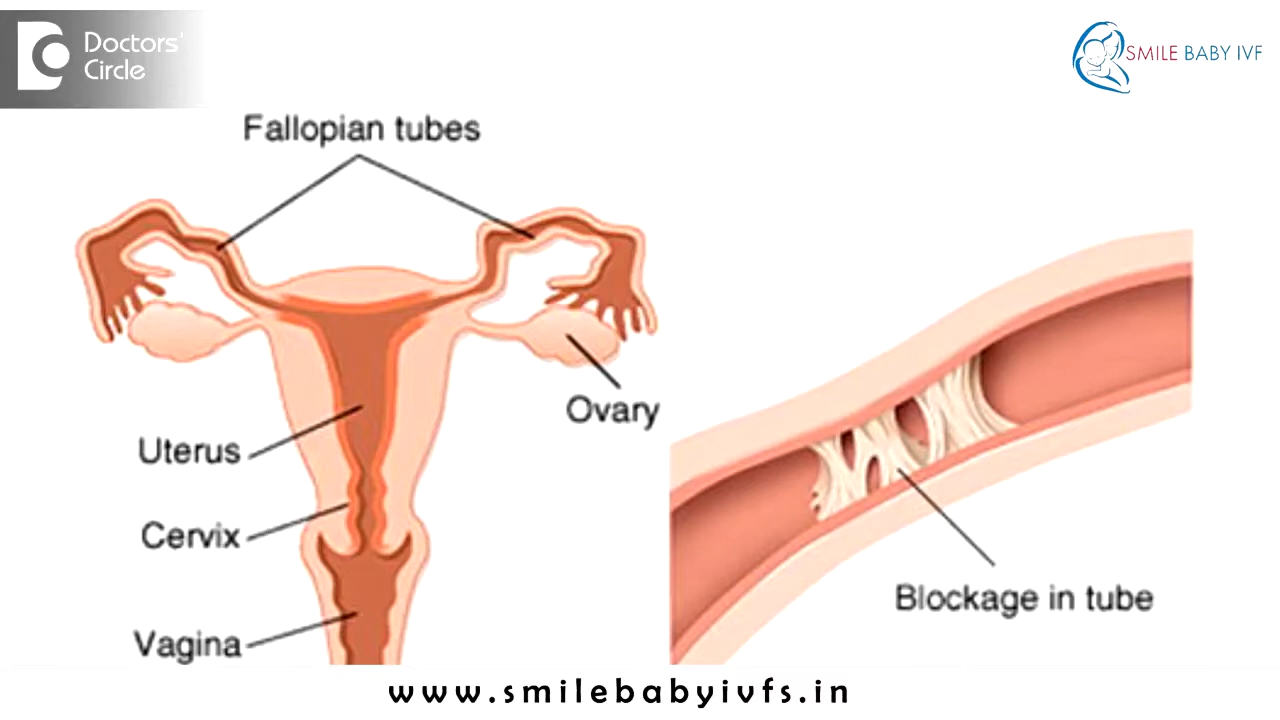 Doctors'
Circle
SMILE BABY IVF
Fallopian tubes
Ovary
Uterus
Cervix
Blockage in tube
Vagina
www.smilebabyivfs.in